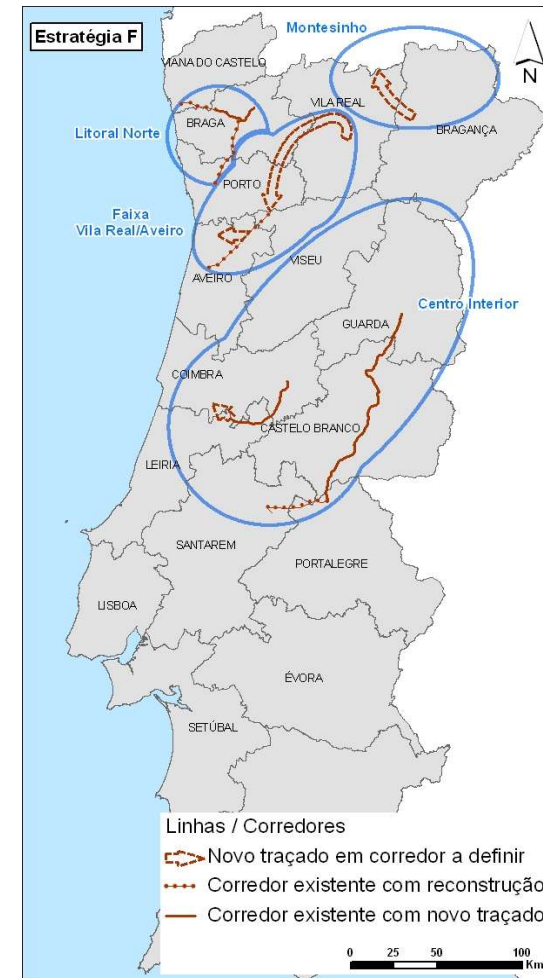 Estratégia F
Montesinho
N
VIANA DO CASTELO
VILA REAL
BRAGA
BRAGANÇA
Litoral Norte
PORTO
Faixa
Vila Real/Aveiro
AVEIRO
VISEU
Centro Interior
GUARDA
COIMBRA
CASTELO BRANCO
LEIRIA
SANTAREM
PORTALEGRE
LISBOA
ÉVORA
SETÚBAL
Linhas / Corredores
Novo traçado em corredor a definir
Corredor existente com reconstrução
Corredor existente com novo traçado
0 25 50 100
Km